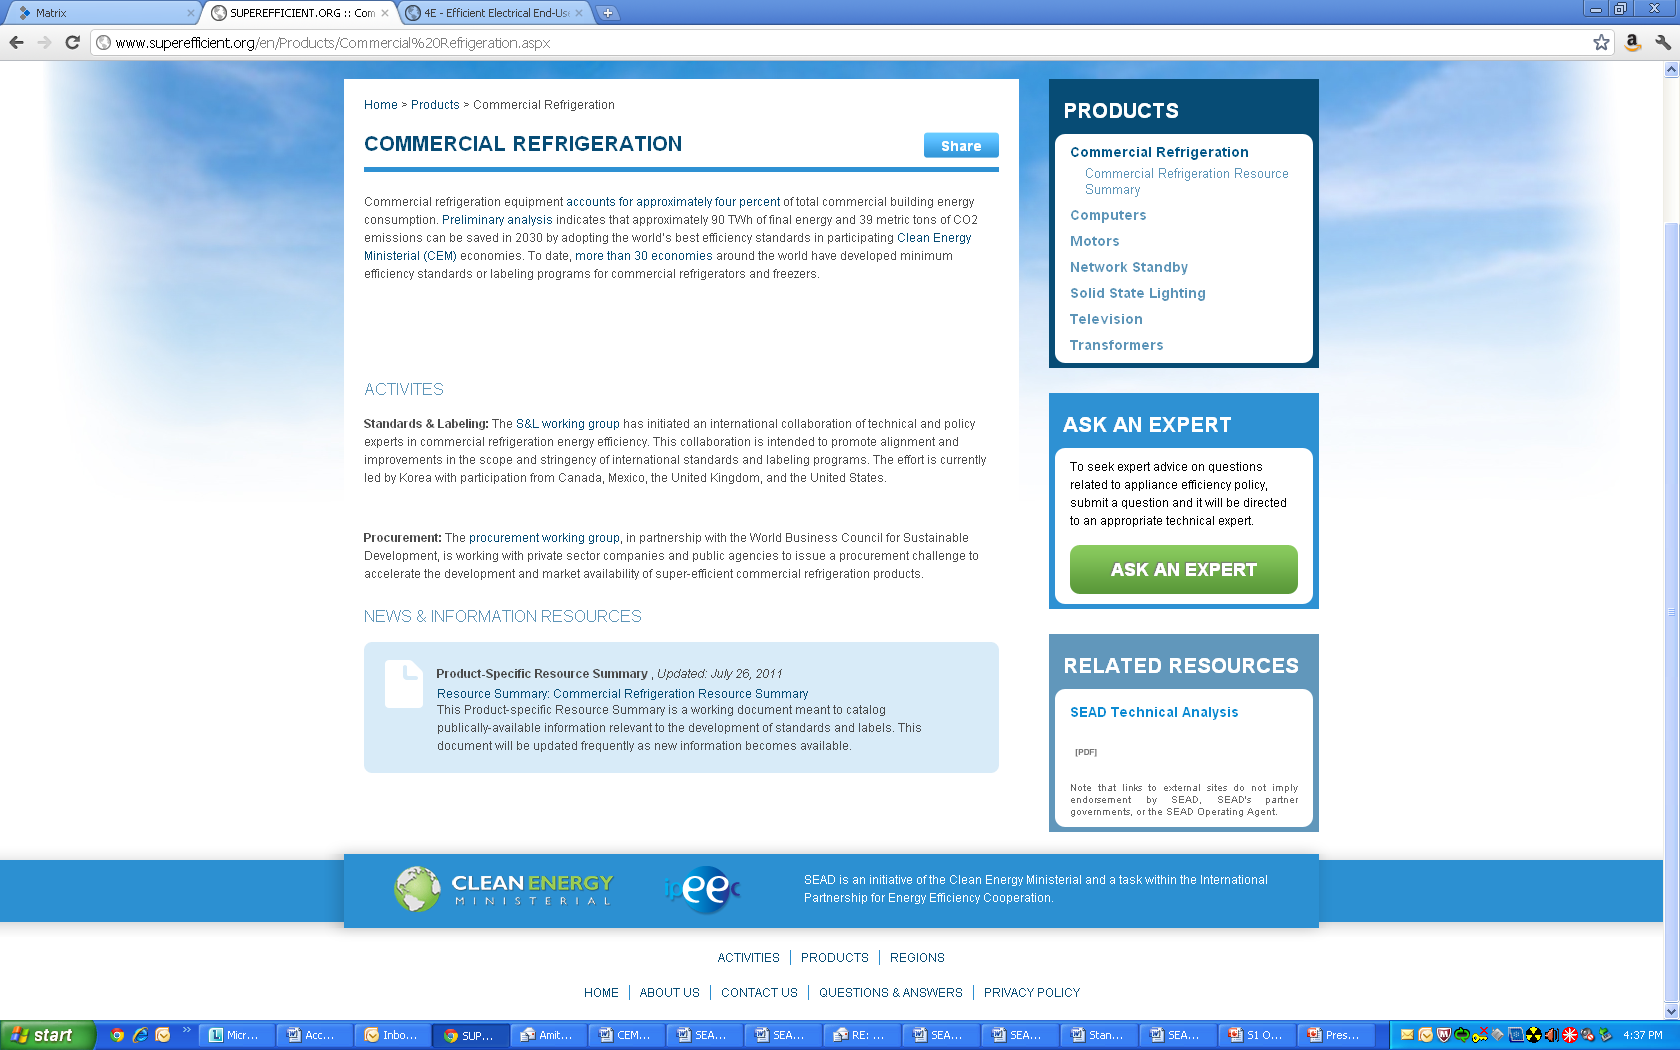 Matrix
SUPEREFFICIENT.ORG :: Com
4E - Efficient Electrical End-Use
www.superefficient.org/en/Products/Commercial%20Refrigeration.aspx
Home > Products > Commercial Refrigeration
COMMERCIAL REFRIGERATION
Share
Commercial refrigeration equipment accounts for approximately four percent of total commercial building energy
consumption. Preliminary analysis indicates that approximately 90 TWh of final energy and 39 metric tons of CO2
emissions can be saved in 2030 by adopting the world's best efficiency standards in participating Clean Energy
Ministerial (CEM) economies. To date, more than 30 economies around the world have developed minimum
efficiency standards or labeling programs for commercial refrigerators and freezers.
ACTIVITES
Standards & Labeling: The S&L working group has initiated an international collaboration of technical and policy
experts in commercial refrigeration energy efficiency. This collaboration is intended to promote alignment and
improvements in the scope and stringency of international standards and labeling programs. The effort is currently
led by Korea with participation from Canada, Mexico, the United Kingdom, and the United States.
Procurement: The procurement working group, in partnership with the World Business Council for Sustainable
Development, is working with private sector companies and public agencies to issue a procurement challenge to
accelerate the development and market availability of super-efficient commercial refrigeration products.
NEWS & INFORMATION RESOURCES
Product-Specific Resource Summary , Updated: July 26, 2011
Resource Summary: Commercial Refrigeration Resource Summary
This Product-specific Resource Summary is a working document meant to catalog
publically-available information relevant to the development of standards and labels. This
document will be updated frequently as new information becomes available.
PRODUCTS
Commercial Refrigeration
Commercial Refrigeration Resource
Summary
Computers
Motors
Network Standby
Solid State Lighting
Television
Transformers
ASK AN EXPERT
To seek expert advice on questions
related to appliance efficiency policy,
submit a question and it will be directed
to an appropriate technical expert.
ASK AN EXPERT
RELATED RESOURCES
SEAD Technical Analysis
[PDF]
Note that links to external sites do not imply
endorsement by SEAD, SEAD's partner
governments, or the SEAD Operating Agent.
CLEAN ENERGY
MINISTERIAL
ipeec
SEAD is an initiative of the Clean Energy Ministerial and a task within the International
Partnership for Energy Efficiency Cooperation.
ACTIVITIES | PRODUCTS | REGIONS
HOME | ABOUT US | CONTACT US | QUESTIONS & ANSWERS | PRIVACY POLICY
start Micr... Acc... Inbo... SUP... Amit... CEM... SEA... SEA... RE: ... SEA... SEA... Stan... SEA... S1 O... Pres... 4:37 PM